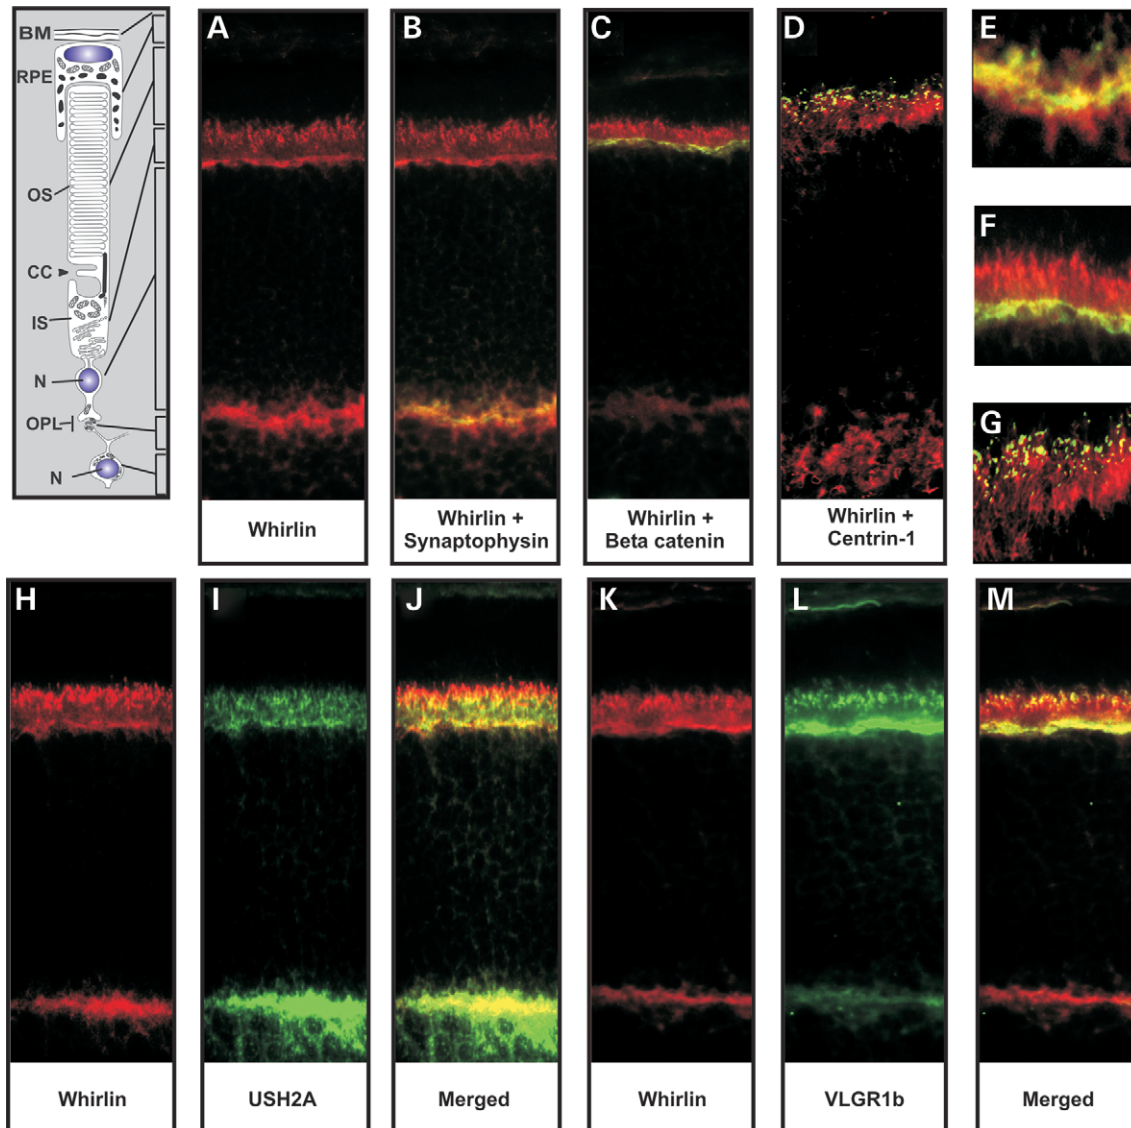 BM
RPE
OS
CC
IS
N
OPL
N
A
B
C
D
E
F
G
Whirlin
Whirlin +
Synaptophysin
Whirlin +
Beta catenin
Whirlin +
Centrin-1
H
I
J
K
L
M
Whirlin
USH2A
Merged
Whirlin
VLGR1b
Merged